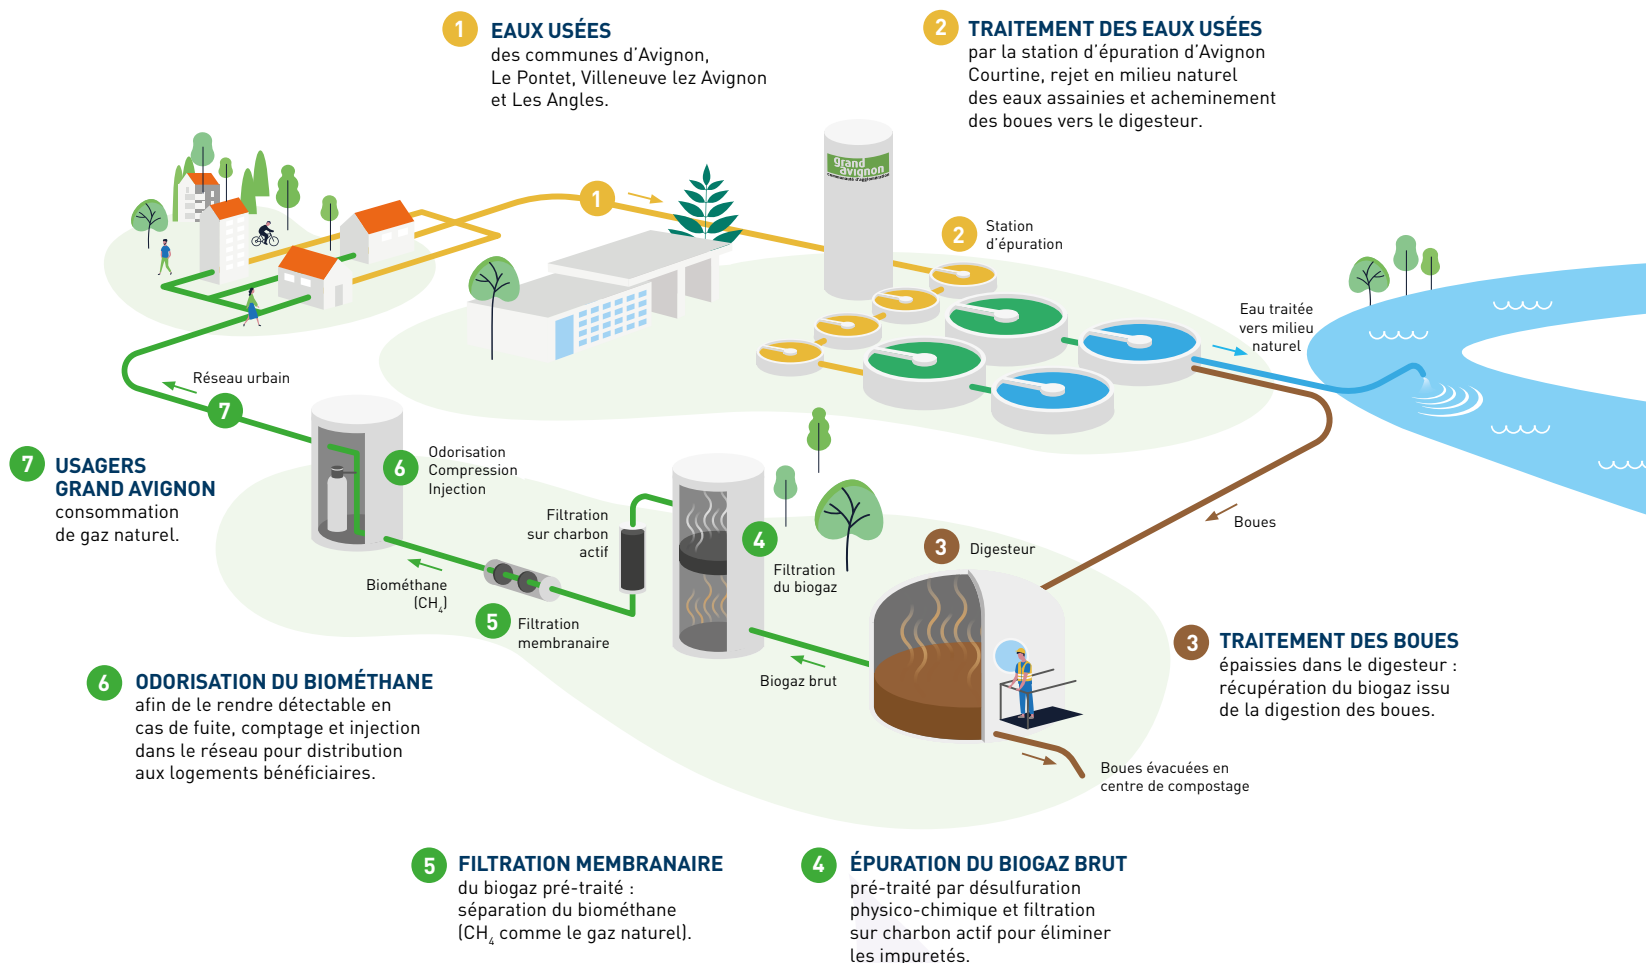 1 EAUX USÉES
des communes d'Avignon,
Le Pontet, Villeneuve lez Avignon
et Les Angles.
2 TRAITEMENT DES EAUX USÉES
par la station d'épuration d'Avignon
Courtine, rejet en milieu naturel
des eaux assainies et acheminement
des boues vers le digesteur.
grand
avignon
Communauté d'agglomération
1
2
Station
d'épuration
Eau traitée
vers milieu
naturel
Réseau urbain
7
7 USAGERS
GRAND AVIGNON
consommation
de gaz naturel.
6
Odorisation
Compression
Injection
Filtration
sur charbon
actif
4
Filtration
du biogaz
3 Digesteur
Boues
Biométhane
(CH₄)
5 Filtration
membranaire
Biogaz brut
3 TRAITEMENT DES BOUES
épaissies dans le digesteur :
récupération du biogaz issu
de la digestion des boues.
6 ODORISATION DU BIOMÉTHANE
afin de le rendre détectable en
cas de fuite, comptage et injection
dans le réseau pour distribution
aux logements bénéficiaires.
Boues évacuées en
centre de compostage
5 FILTRATION MEMBRANAIRE
du biogaz pré-traité :
séparation du biométhane
(CH₄ comme le gaz naturel).
4 ÉPURATION DU BIOGAZ BRUT
pré-traité par désulfuration
physico-chimique et filtration
sur charbon actif pour éliminer
les impuretés.